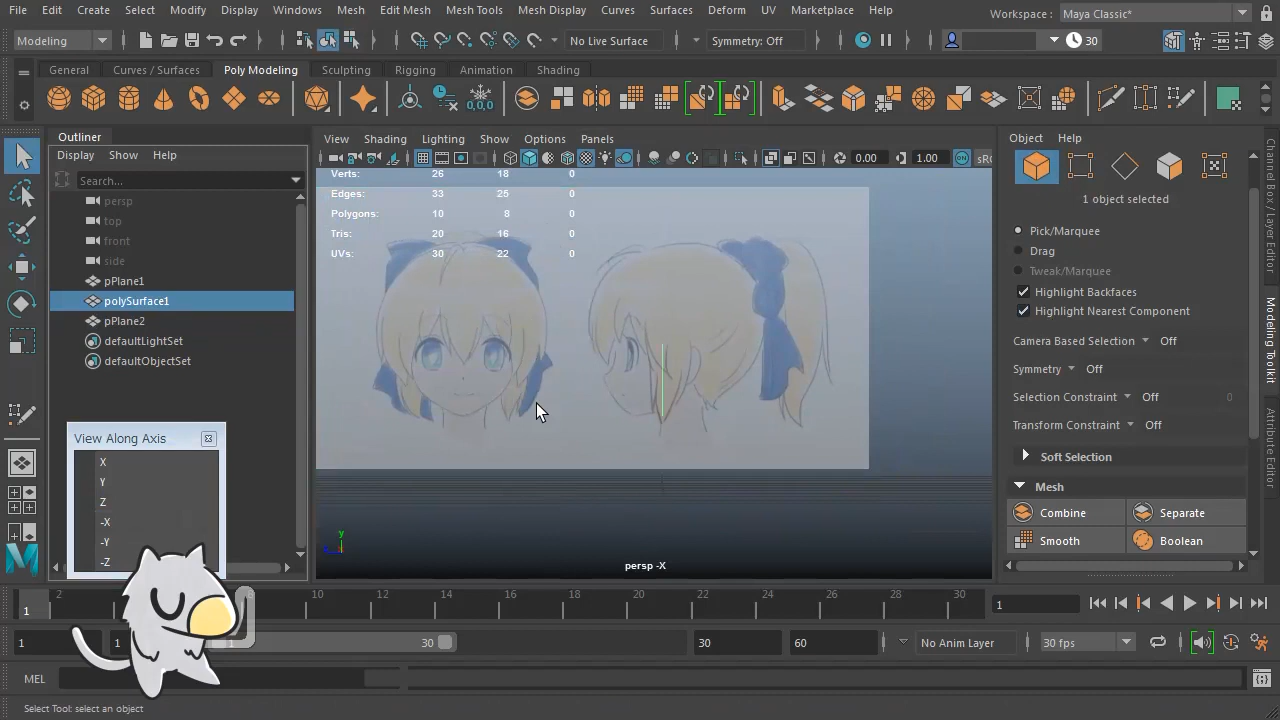 File Edit Create Select Modify Display Windows Mesh Edit Mesh Mesh Tools Mesh Display Curves Surfaces Deform UV Marketplace Help Workspace: Maya Classic*
Modeling No Live Surface Symmetry: Off 30
General Curves / Surfaces Poly Modeling Sculpting Rigging Animation Shading
0,0,0
Outliner
Display Show Help
Search...
persp
top
front
side
pPlane1
polySurface1
pPlane2
defaultLightSet
defaultObjectSet
View Along Axis
X
Y
Z
-X
-Y
-Z
View Shading Lighting Show Options Panels
0.00 1.00 sR
Verts: 26 18 0
Edges: 33 25 0
Polygons: 10 8 0
Tris: 20 16 0
UVs: 30 22 0
y
persp -X
Object Help
1 object selected
Pick/Marquee
Drag
Tweak/Marquee
Highlight Backfaces
Highlight Nearest Component
Camera Based Selection Off
Symmetry Off
Selection Constraint Off 0
Transform Constraint Off
Soft Selection
Mesh
Combine Separate
Smooth Boolean
Channel Box / Layer Editor
Modeling Toolkit
Attribute Editor
2 10 12 14 16 18 20 22 24 26 28 30
1 1
1 1 30 30 60 No Anim Layer 30 fps
MEL
Select Tool: select an object